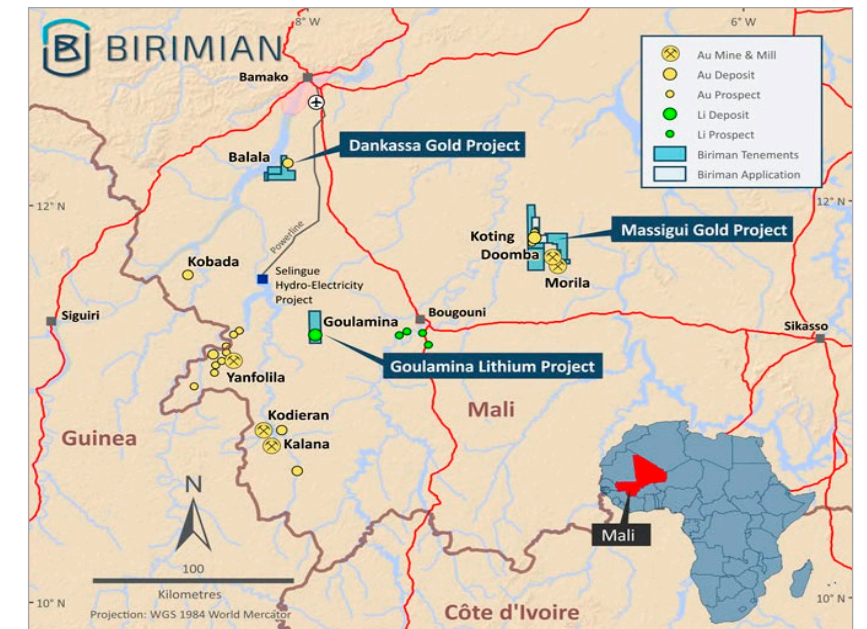 8° W
6° W
BIRIMIAN
Bamako
Au Mine & Mill
Au Deposit
Au Prospect
Li Deposit
Li Prospect
Biriman Tenements
Biriman Application
Dankassa Gold Project
Balala
12° N
12° N
Powerline
Koting
Doomba
Morila
Massigui Gold Project
Kobada
Selingue
Hydro-Electricity
Project
Siguiri
Goulamina
Bougouni
Sikasso
Goulamina Lithium Project
Yanfolila
Kodieran
Kalana
Mali
Guinea
N
Mali
100
Kilometres
Projection: WGS 1984 World Mercator
10° N
10° N
Côte d'Ivoire